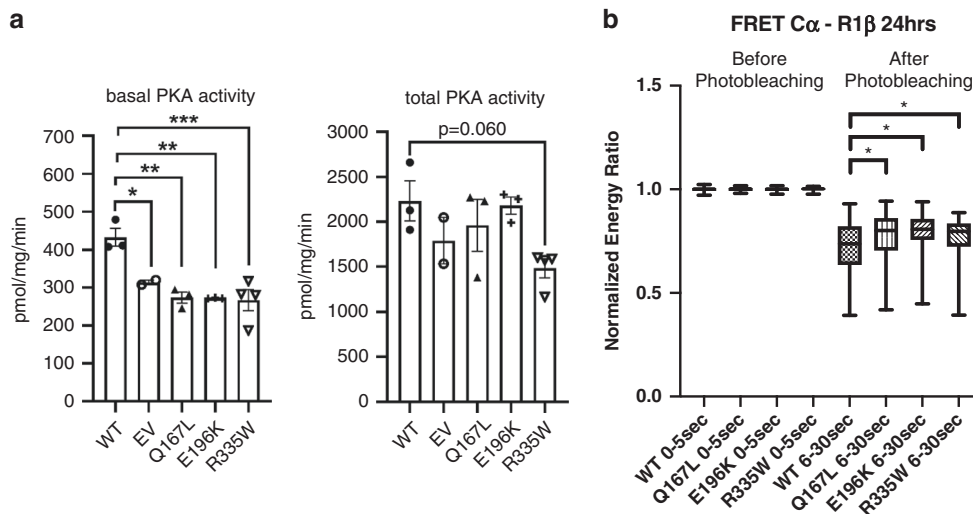 a
basal PKA activity
***
**
**
*
700
600
500
400
300
200
100
0
pmol/mg/min
WT
EV
Q167L
E196K
R335W
total PKA activity
p=0.060
3000
2500
2000
1500
1000
500
0
pmol/mg/min
WT
EV
Q167L
E196K
R335W
b
FRET Cα - R1β 24hrs
Before
Photobleaching
After
Photobleaching
*
*
*
1.5
1.0
0.5
0.0
Normalized Energy Ratio
WT 0-5sec
Q167L 0-5sec
E196K 0-5sec
R335W 0-5sec
WT 6-30sec
Q167L 6-30sec
E196K 6-30sec
R335W 6-30sec